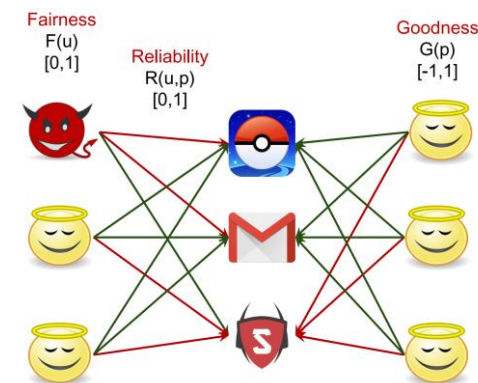 Fairness
F(u)
[0,1]
Reliability
R(u,p)
[0,1]
Goodness
G(p)
[-1,1]
S